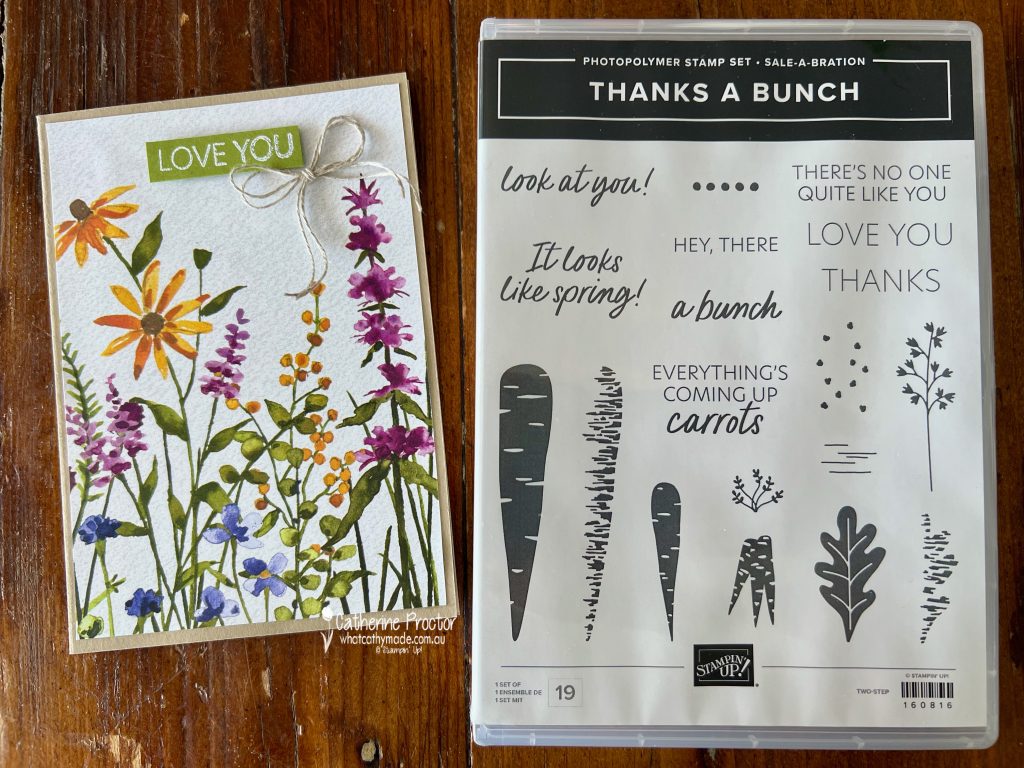 LOVE YOU
Catherine Proctor
whatcathymade.com.au
© Stampin' Up!
PHOTOPOLYMER STAMP SET • SALE-A-BRATION
THANKS A BUNCH
look at you!
THERE'S NO ONE
QUITE LIKE YOU
LOVE YOU
HEY, THERE
It looks
like spring!
THANKS
a bunch
EVERYTHING'S
COMING UP
carrots
STAMPIN'
UP!
1 SET OF
1 ENSEMBLE DE
1 SET MIT
19
TWO-STEP
© STAMPIN' UP!
160816